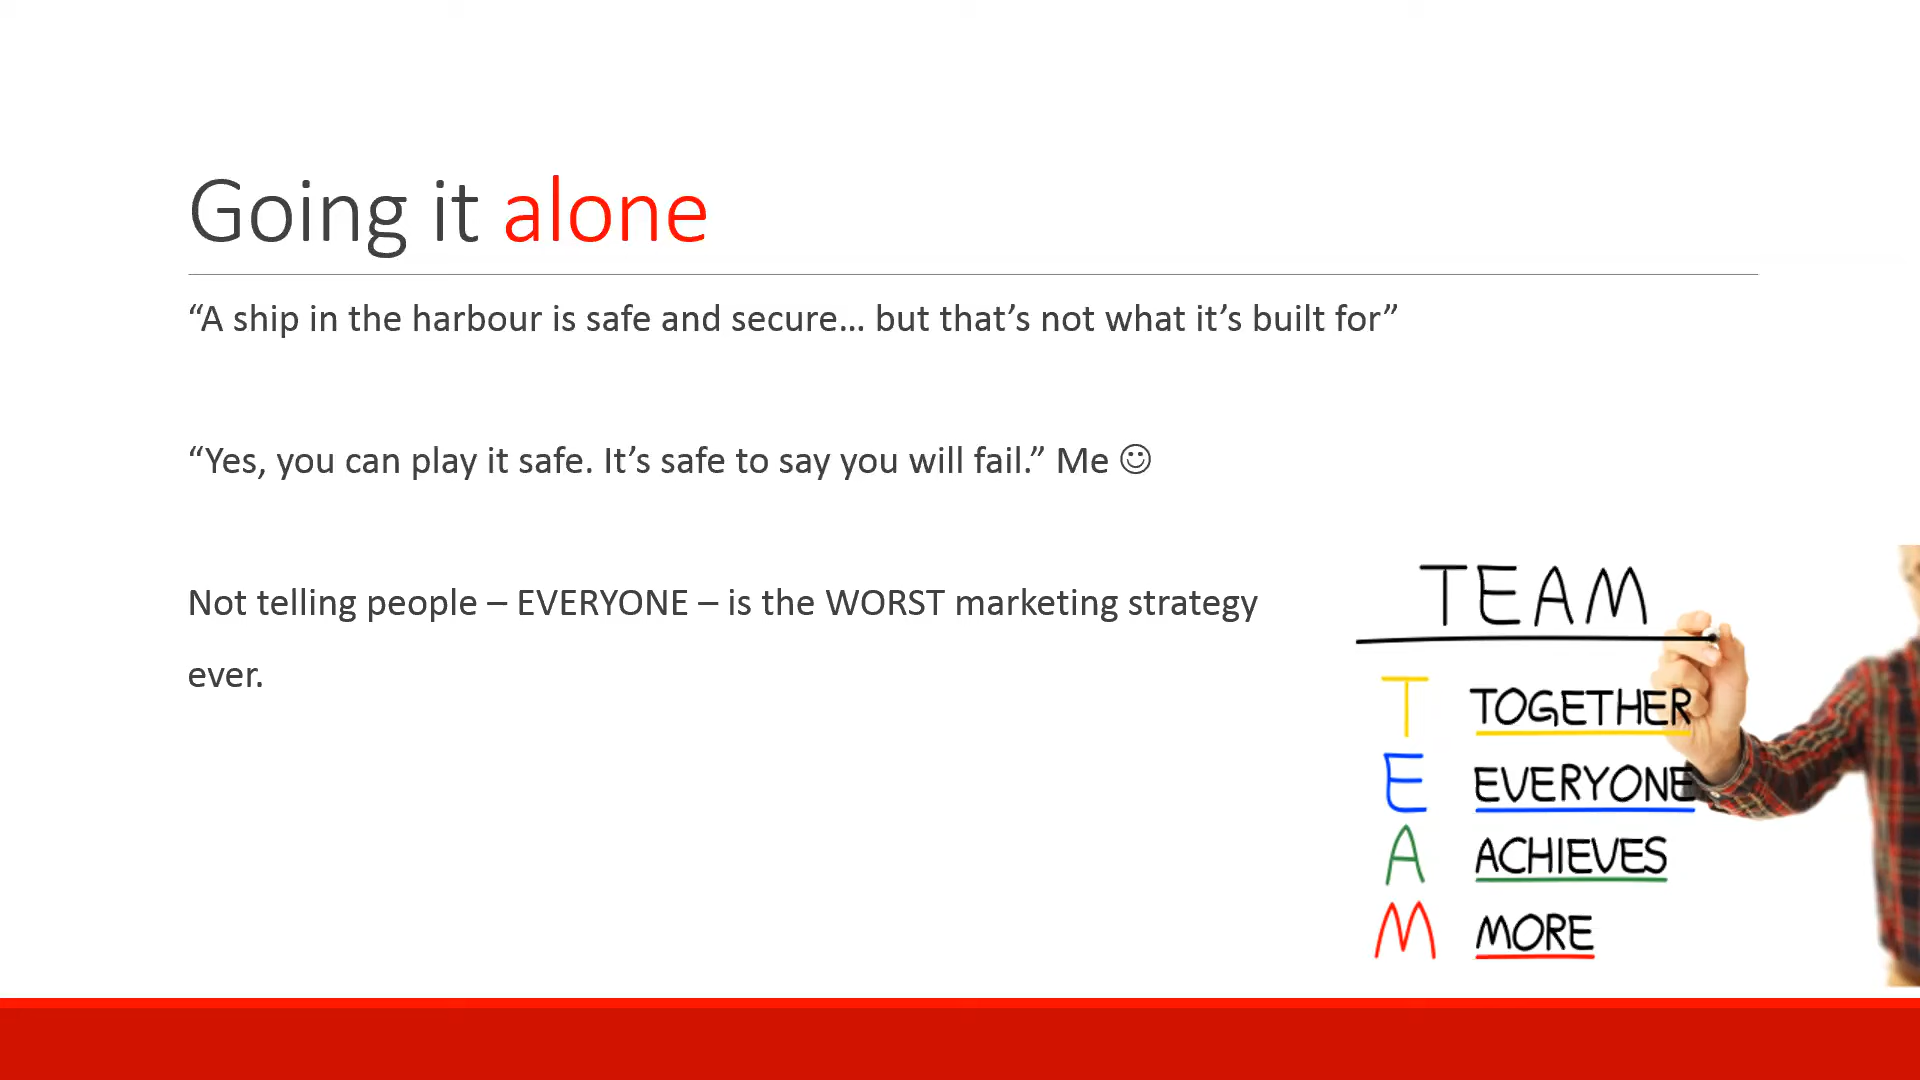 Going it alone
“A ship in the harbour is safe and secure… but that’s not what it’s built for”
“Yes, you can play it safe. It’s safe to say you will fail.” Me ☺
Not telling people – EVERYONE – is the WORST marketing strategy
ever.
TEAM
T TOGETHER
E EVERYONE
A ACHIEVES
M MORE